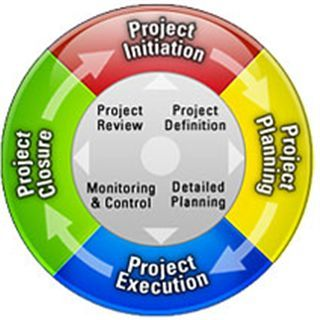 Project
Initiation
Project
Planning
Project
Execution
Project
Closure
Project
Review
Project
Definition
Monitoring
& Control
Detailed
Planning